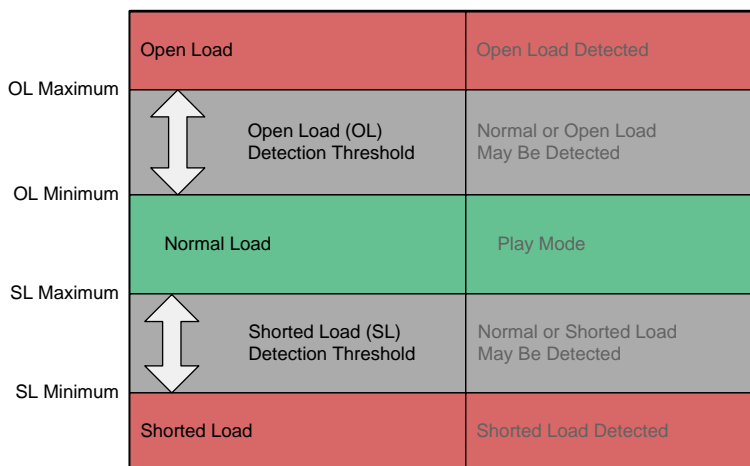 Open Load
Open Load Detected
OL Maximum
Open Load (OL)
Detection Threshold
Normal or Open Load
May Be Detected
OL Minimum
Normal Load
Play Mode
SL Maximum
Shorted Load (SL)
Detection Threshold
Normal or Shorted Load
May Be Detected
SL Minimum
Shorted Load
Shorted Load Detected